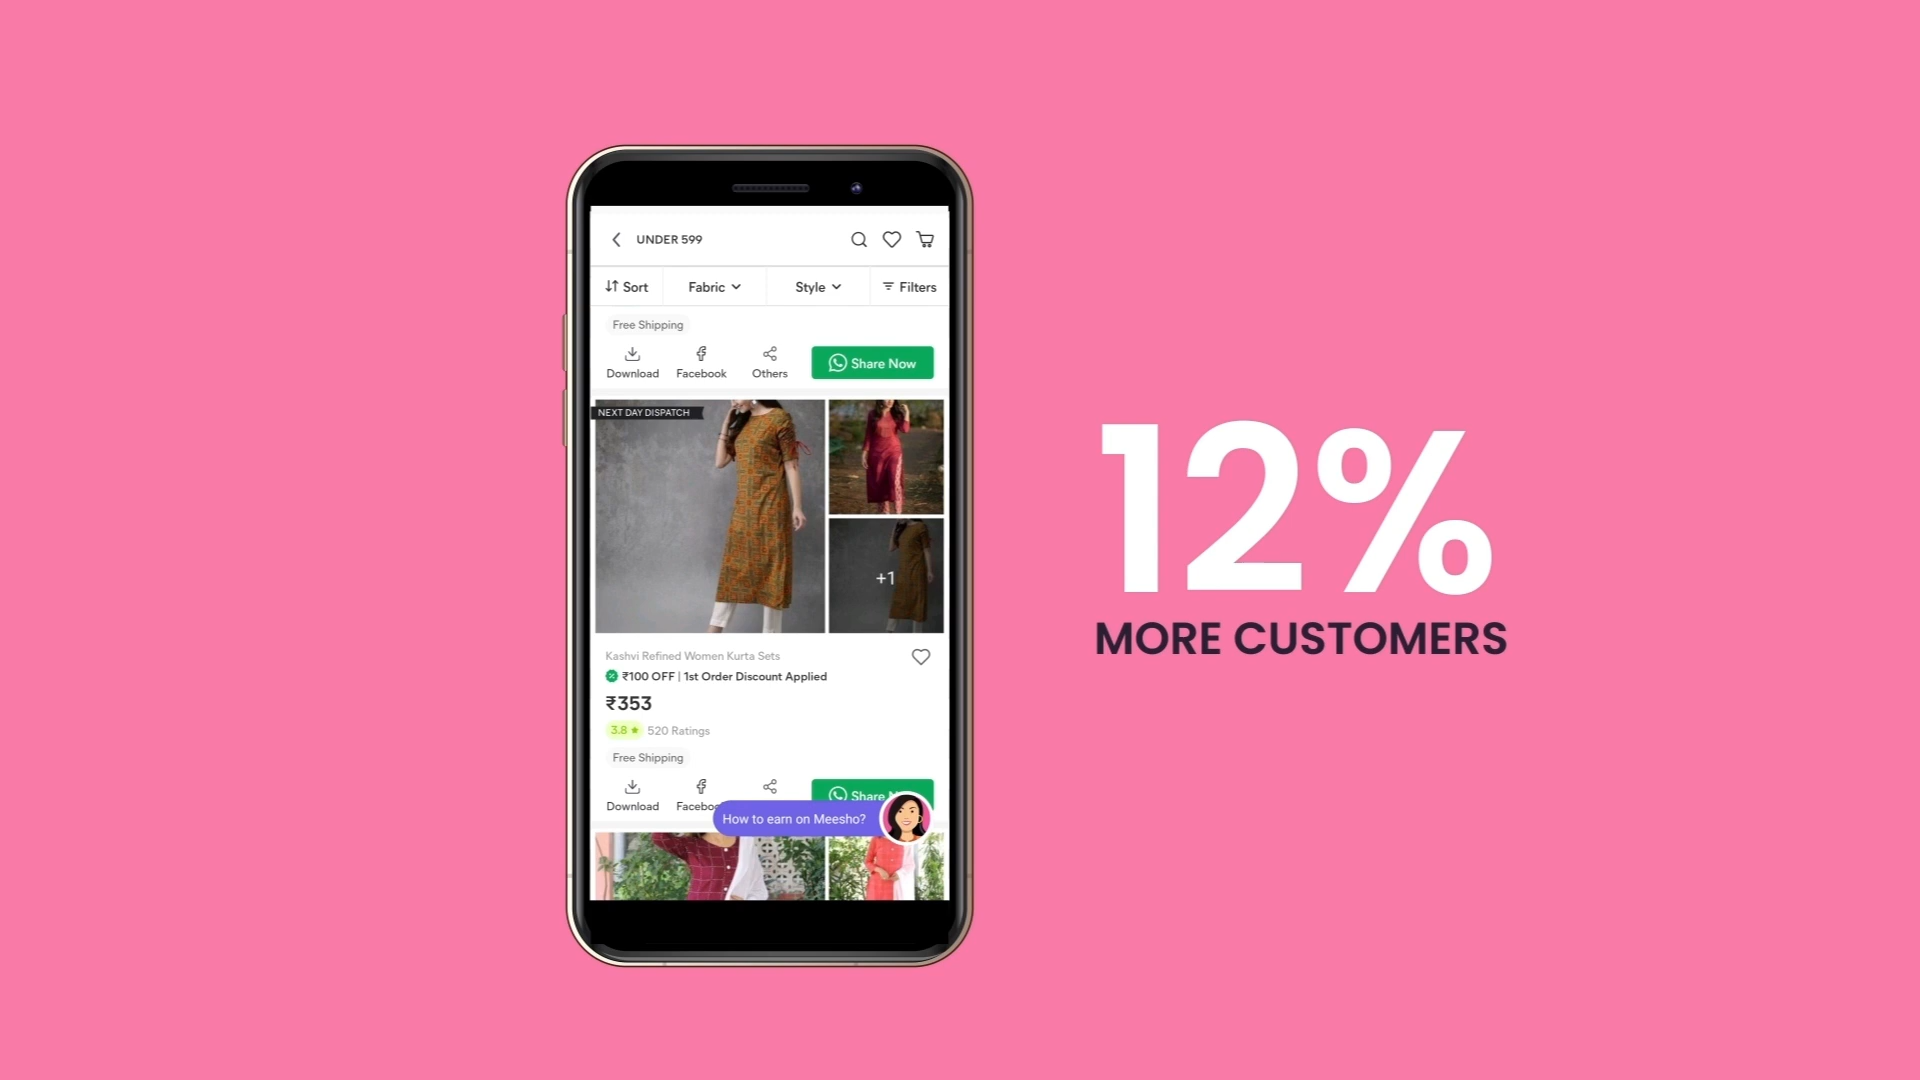 UNDER 599
Sort Fabric Style Filters
Free Shipping
Download Facebook Others Share Now
NEXT DAY DISPATCH
+1
Kashvi Refined Women Kurta Sets
₹100 OFF | 1st Order Discount Applied
₹353
3.8 ★ 520 Ratings
Free Shipping
Download Share
How to earn on Meesho?
12%
MORE CUSTOMERS